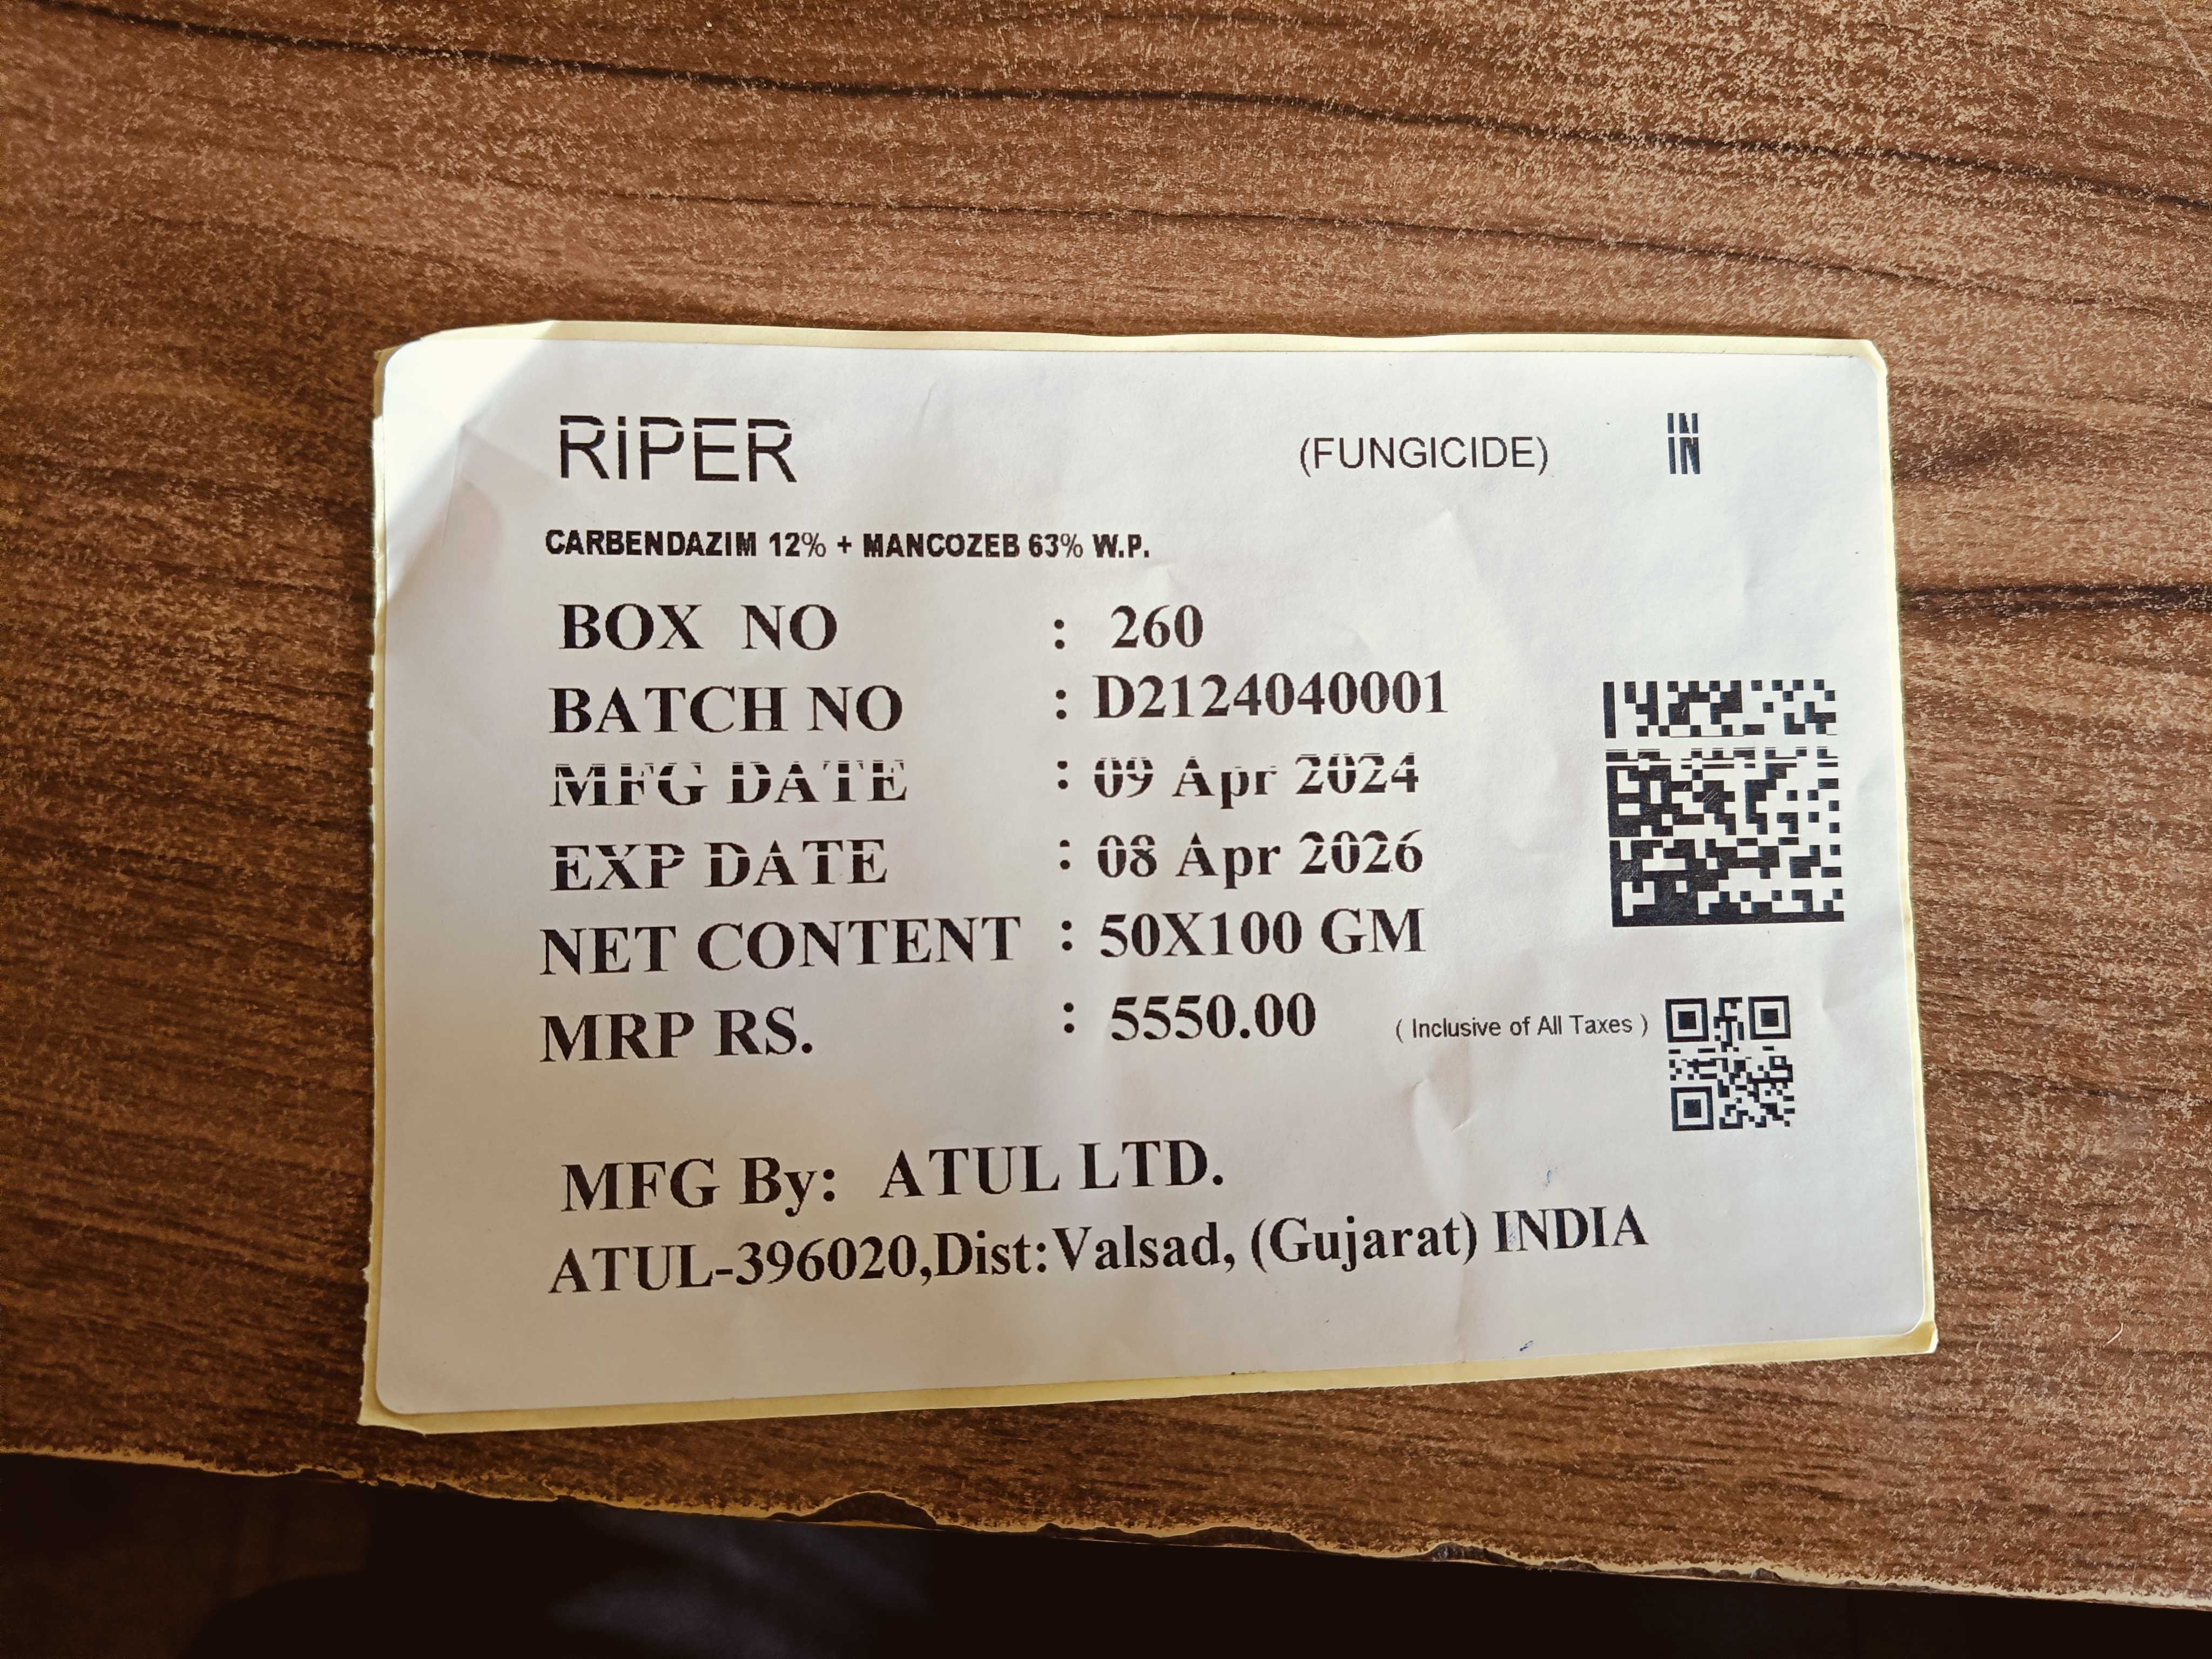 RiPER (FUNGICIDE) IN
CARBENDAZIM 12% + MANCOZEB 63% W.P.
BOX NO : 260
BATCH NO : D2124040001
MFG DATE : 09 Apr 2024
EXP DATE : 08 Apr 2026
NET CONTENT : 50X100 GM
MRP RS. : 5550.00 ( Inclusive of All Taxes )
MFG By: ATUL LTD.
ATUL-396020,Dist:Valsad, (Gujarat) INDIA